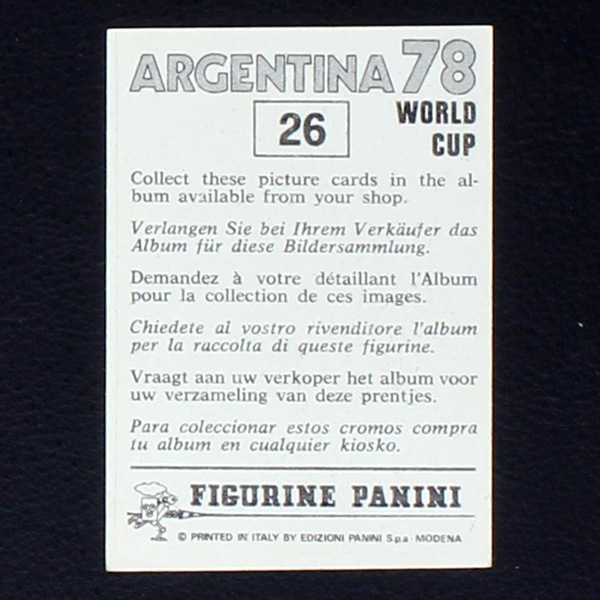 ARGENTINA 78
26
WORLD
CUP
Collect these picture cards in the al-
bum available from your shop.
Verlangen Sie bei Ihrem Verkäufer das
Album für diese Bildersammlung.
Demandez à votre détaillant l'Album
pour la collection de ces images.
Chiedete al vostro rivenditore l'album
per la raccolta di queste figurine.
Vraagt aan uw verkoper het album voor
uw verzameling van deze prentjes.
Para coleccionar estos cromos compra
tu album en cualquier kiosko.
FIGURINE PANINI
© PRINTED IN ITALY BY EDIZIONI PANINI S.p.a - MODENA